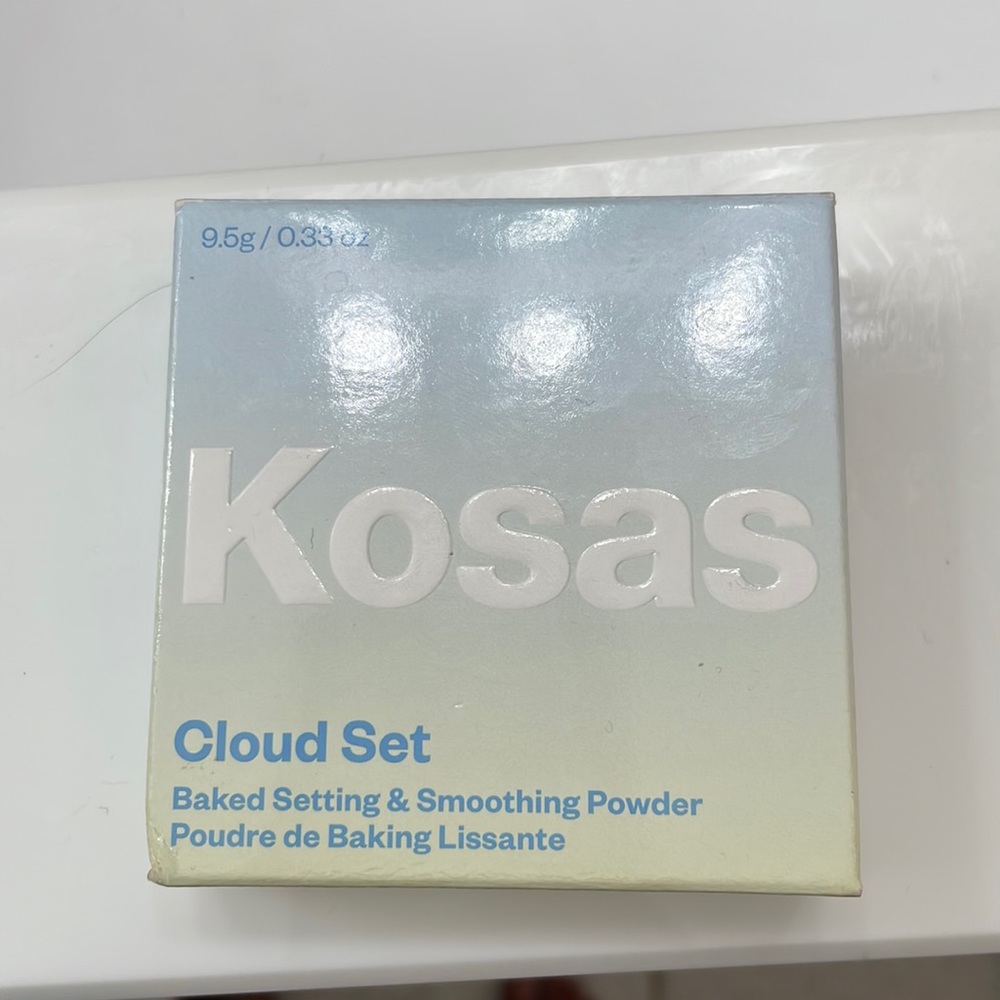 9.5g / 0.33 oz
Kosas
Cloud Set
Baked Setting & Smoothing Powder
Poudre de Baking Lissante